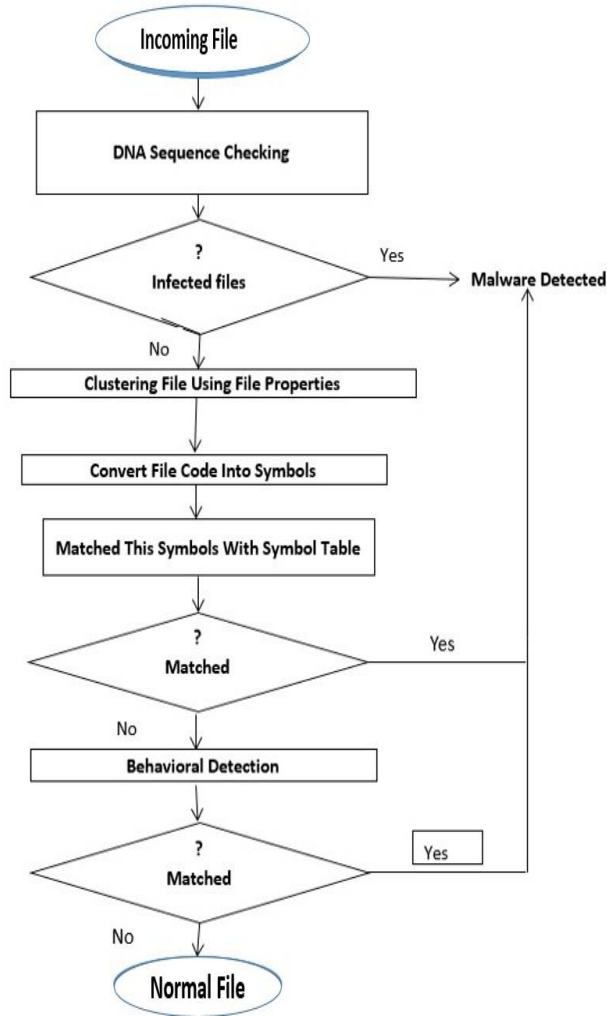 Incoming File
DNA Sequence Checking
?
Infected files
Yes
Malware Detected
No
Clustering File Using File Properties
Convert File Code Into Symbols
Matched This Symbols With Symbol Table
?
Matched
Yes
No
Behavioral Detection
?
Matched
Yes
No
Normal File